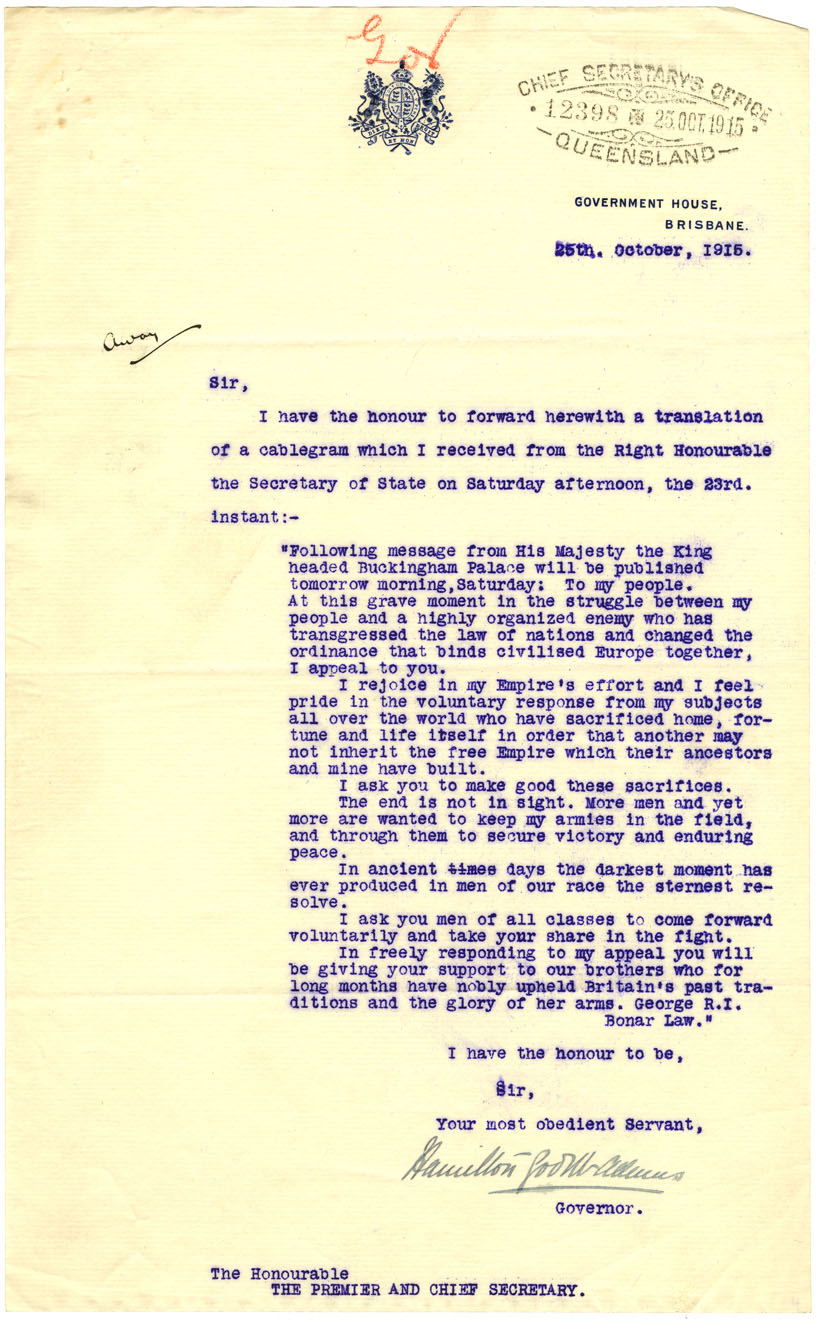 Gov
DIEU ET MON DROIT
CHIEF SECRETARY'S OFFICE
12398 25.OCT.1915
QUEENSLAND
GOVERNMENT HOUSE,
BRISBANE.
25th. October, 1915.
Away
Sir,
I have the honour to forward herewith a translation
of a cablegram which I received from the Right Honourable
the Secretary of State on Saturday afternoon, the 23rd.
instant:-
"Following message from His Majesty the King
headed Buckingham Palace will be published
tomorrow morning,Saturday: To my people.
At this grave moment in the struggle between my
people and a highly organized enemy who has
transgressed the law of nations and changed the
ordinance that binds civilised Europe together,
I appeal to you.
I rejoice in my Empire's effort and I feel
pride in the voluntary response from my subjects
all over the world who have sacrificed home, for-
tune and life itself in order that another may
not inherit the free Empire which their ancestors
and mine have built.
I ask you to make good these sacrifices.
The end is not in sight. More men and yet
more are wanted to keep my armies in the field,
and through them to secure victory and enduring
peace.
In ancient times days the darkest moment has
ever produced in men of our race the sternest re-
solve.
I ask you men of all classes to come forward
voluntarily and take your share in the fight.
In freely responding to my appeal you will
be giving your support to our brothers who for
long months have nobly upheld Britain's past tra-
ditions and the glory of her arms. George R.I.
Bonar Law."
I have the honour to be,
Sir,
Your most obedient Servant,
Hamilton Goold-Adams
Governor.
The Honourable
THE PREMIER AND CHIEF SECRETARY.